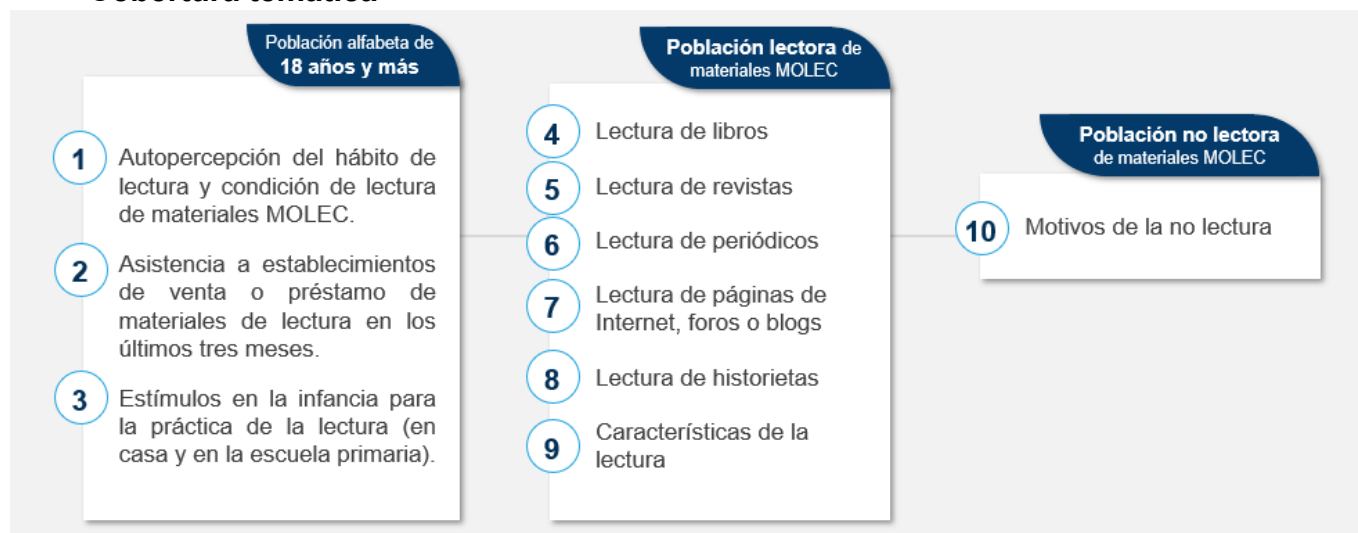 Cobertura temática
Población alfabeta de
18 años y más
1
Autopercepción del hábito de
lectura y condición de lectura
de materiales MOLEC.
2
Asistencia a establecimientos
de venta o préstamo de
materiales de lectura en los
últimos tres meses.
3
Estímulos en la infancia para
la práctica de la lectura (en
casa y en la escuela primaria).
Población lectora de
materiales MOLEC
4
Lectura de libros
5
Lectura de revistas
6
Lectura de periódicos
7
Lectura de páginas de
Internet, foros o blogs
8
Lectura de historietas
9
Características de la
lectura
Población no lectora
de materiales MOLEC
10
Motivos de la no lectura